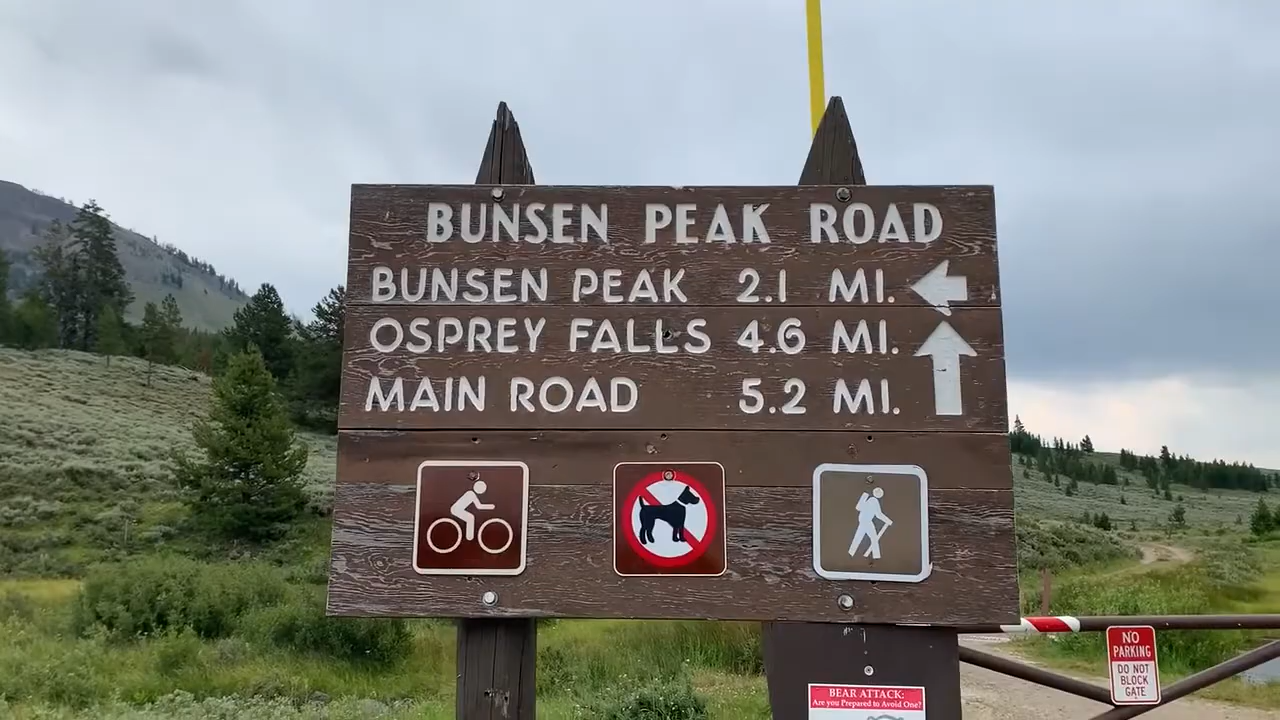 BUNSEN PEAK ROAD
BUNSEN PEAK 2.1 MI.
OSPREY FALLS 4.6 MI.
MAIN ROAD 5.2 MI.
NO
PARKING
DO NOT
BLOCK
GATE
BEAR ATTACK:
Are you Prepared to Avoid One?